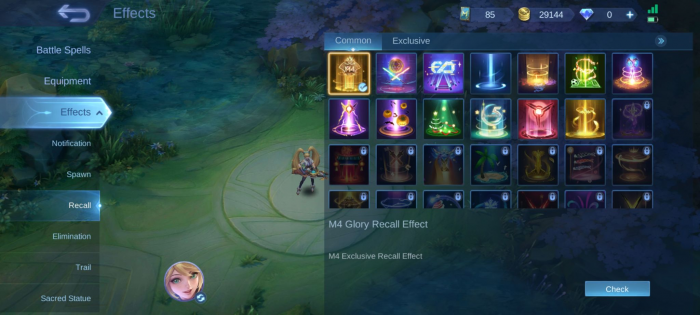 Effects
85
29144
0
Battle Spells
Equipment
Effects
Notification
Spawn
Recall
Elimination
Trail
Sacred Statue
Common
Exclusive
M4 Glory Recall Effect
M4 Exclusive Recall Effect
Check